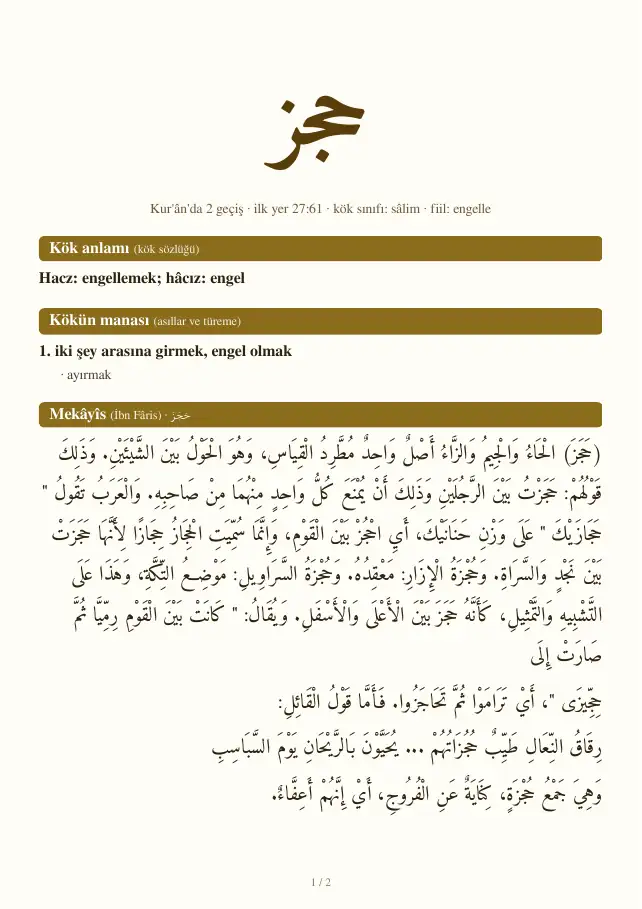 حجز
Kur'ân'da 2 geçiş · ilk yer 27:61 · kök sınıfı: sâlim · fiil: engelle
Kök anlamı (kök sözlüğü)
Hacz: engellemek; hâcız: engel
Kökün manası (asıllar ve türeme)
1. iki şey arasına girmek, engel olmak
· ayırmak
Mekâyîs (İbn Fâris) · حَجَزَ
(حَجَزَ) الْحَاءُ وَالْجِيمُ وَالزَّاءُ أَصْلٌ وَاحِدٌ مُطَّرِدُ الْقِيَاسِ، وَهُوَ الْحَوْلُ بَيْنَ الشَّيْئَيْنِ. وَذَلِكَ
قَوْلُهُمْ: حَجَزْتُ بَيْنَ الرَّجُلَيْنِ وَذَلِكَ أَنْ يُمْنَعَ كُلُّ وَاحِدٍ مِنْهُمَا مِنْ صَاحِبِهِ. وَالْعَرَبُ تَقُولُ "
حَجَازَيْكَ " عَلَى وَزْنِ حَنَانَيْكَ، أَيِ احْجُزْ بَيْنَ الْقَوْمِ، وَإِنَّمَا سُمِّيَتِ الْحِجَازُ حِجَازًا لِأَنَّهَا حَجَزَتْ
بَيْنَ نَجْدٍ وَالسَّرَاةِ. وَحُجْزَةُ الْإِزَارِ: مَعْقِدُهُ. وَحُجْزَةُ السَّرَاوِيلِ: مَوْضِعُ التِّكَّةِ، وَهَذَا عَلَى
التَّشْبِيهِ وَالتَّمْثِيلِ، كَأَنَّهُ حَجَزَ بَيْنَ الْأَعْلَى وَالْأَسْفَلِ. وَيُقَالُ: " كَانَتْ بَيْنَ الْقَوْمِ رِمِّيَّا ثُمَّ
صَارَتْ إِلَى
حِجِّيزَى "، أَيْ تَرَامَوْا ثُمَّ تَحَاجَزُوا. فَأَمَّا قَوْلُ الْقَائِلِ:
رِقَاقُ النِّعَالِ طَيِّبٌ حُجُزَاتُهُمْ ... يُحَيَّوْنَ بَالرَّيْحَانِ يَوْمَ السَّبَاسِبِ
وَهِيَ جَمْعُ حُجْزَةٍ، كِنَايَةٌ عَنِ الْفُرُوجِ، أَيْ إِنَّهُمْ أَعِفَّاءُ.
1 / 2